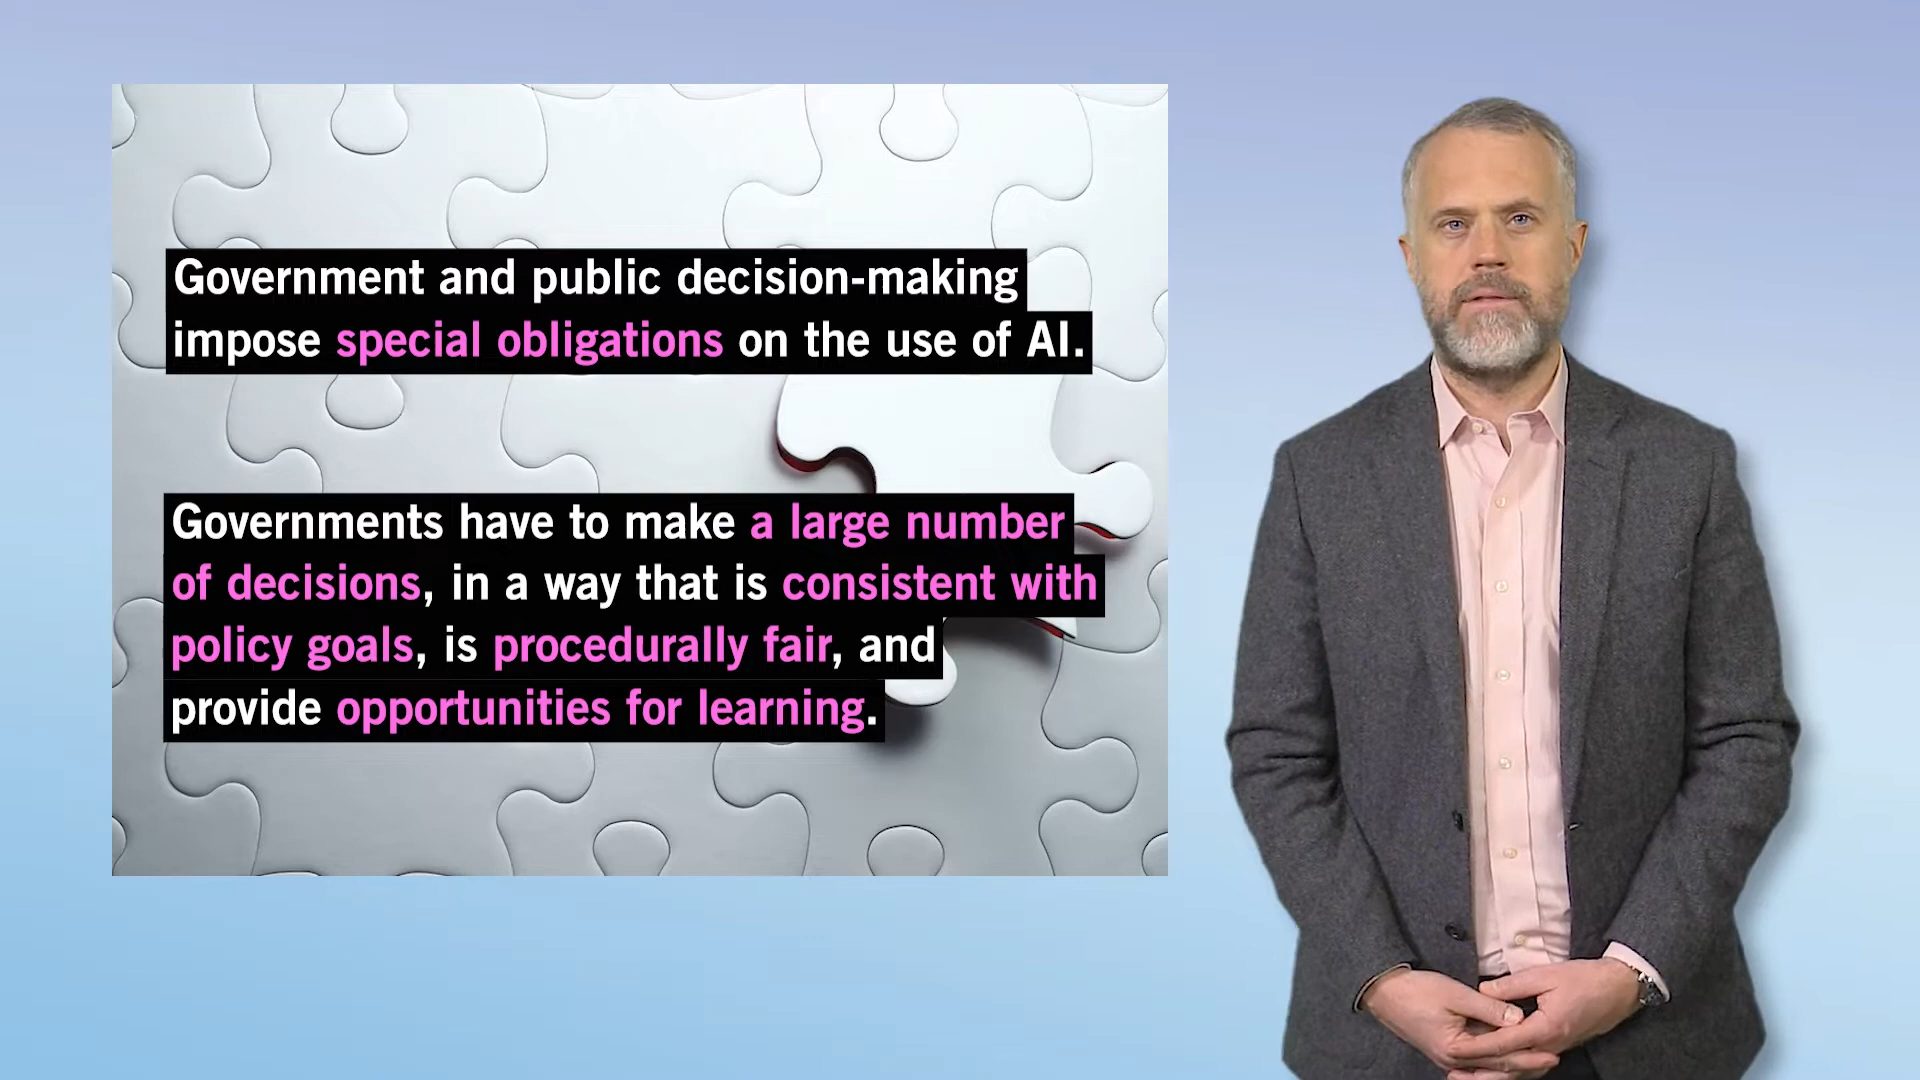 Government and public decision-making
impose special obligations on the use of AI.
Governments have to make a large number
of decisions, in a way that is consistent with
policy goals, is procedurally fair, and
provide opportunities for learning.